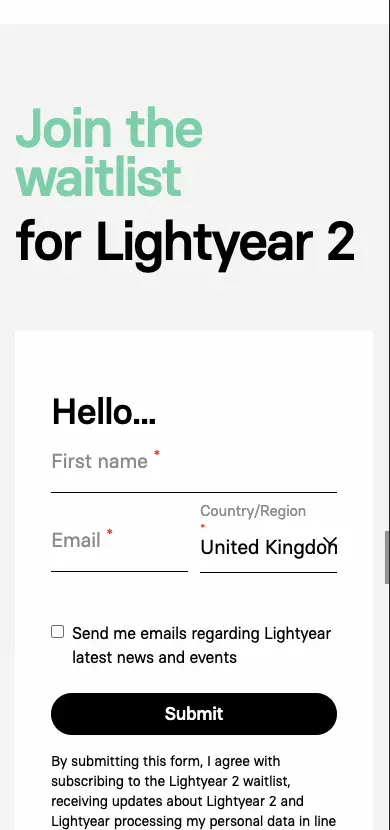 Join the
waitlist
for Lightyear 2
Hello...
First name *
Country/Region
*
Email *
United Kingdom
Send me emails regarding Lightyear
latest news and events
Submit
By submitting this form, I agree with
subscribing to the Lightyear 2 waitlist,
receiving updates about Lightyear 2 and
Lightyear processing my personal data in line